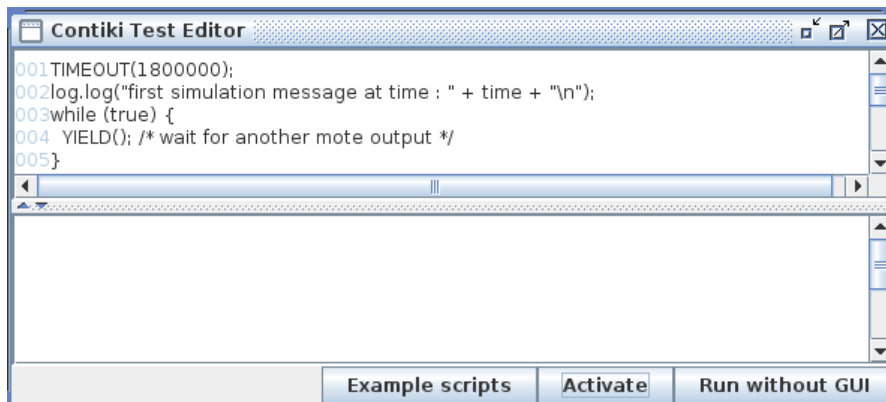 Contiki Test Editor
001TIMEOUT(1800000);
002log.log("first simulation message at time : " + time + "\n");
003while (true) {
004  YIELD(); /* wait for another mote output */
005}
Example scripts Activate Run without GUI